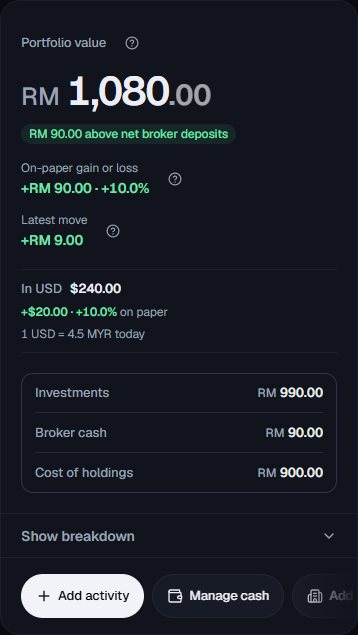 Portfolio value
RM 1,080.00
RM 90.00 above net broker deposits
On-paper gain or loss
+RM 90.00 · +10.0%
Latest move
+RM 9.00
In USD $240.00
+$20.00 · +10.0% on paper
1 USD = 4.5 MYR today
Investments RM 990.00
Broker cash RM 90.00
Cost of holdings RM 900.00
Show breakdown
Add activity Manage cash Add